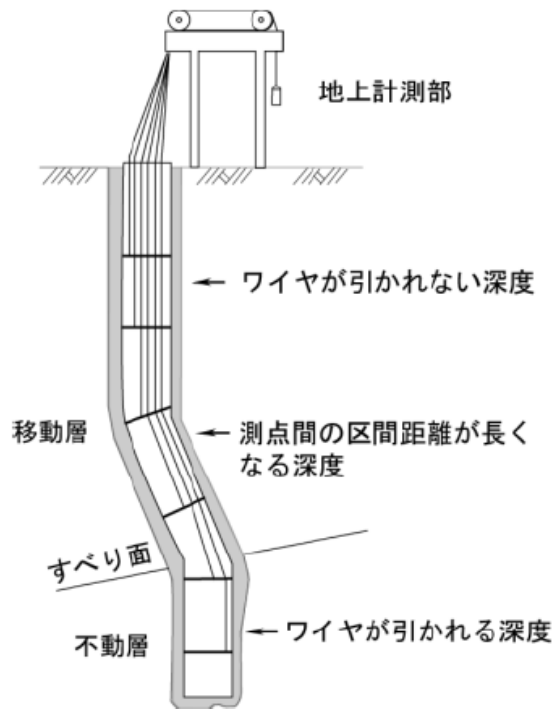 地上計測部
ワイヤが引かれない深度
移動層
測点間の区間距離が長く
なる深度
すべり面
ワイヤが引かれる深度
不動層